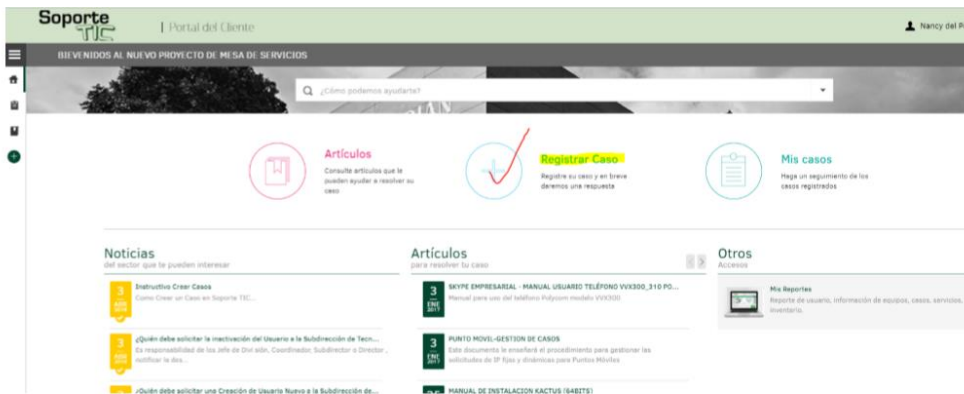 Soporte
TIC
Portal del Cliente
Nancy del P
BIEVENIDOS AL NUEVO PROYECTO DE MESA DE SERVICIOS
¿Cómo podemos ayudarte?
Artículos
Consulte artículos que le
pueden ayudar a resolver su
caso
Registrar Caso
Registre su caso y en breve
daremos una respuesta
Mis casos
Haga un seguimiento de los
casos registrados
Noticias
del sector que te pueden interesar
3
Instructivo Crear Casos
Como Crear un Caso en Soporte TIC...
3
¿Quién debe solicitar la inactivación del Usuario a la Subdirección de Tecn...
Es responsabilidad de los Jefe de Divi sión, Coordinador, Subdirector o Director ,
notificar la des...
¿Quién debe solicitar una Creación de Usuario Nuevo a la Subdirección de...
Artículos
para resolver tu caso
3
ENE
2017
SKYPE EMPRESARIAL - MANUAL USUARIO TELÉFONO VVX300_310 PO...
Manual para uso del teléfono Polycom modelo VVX300
3
ENE
2017
PUNTO MOVIL-GESTION DE CASOS
Este documento le enseñará el procedimiento para gestionar las
solicitudes de IP fijas y dinámicas para Puntos Móviles
MANUAL DE INSTALACION KACTUS (64BITS)
Otros
Accesos
Mis Reportes
Reporte de usuario, información de equipos, casos, servicios,
inventario.